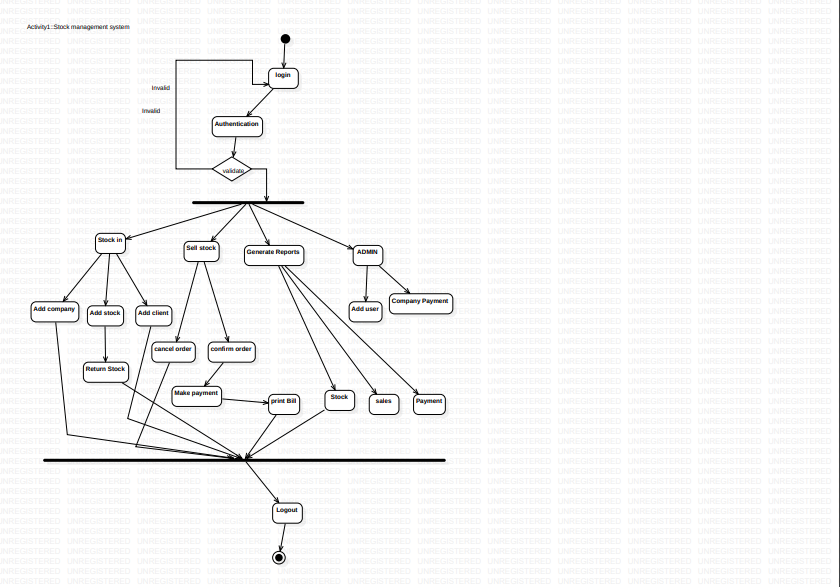 Activity1::Stock management system
login
Invalid
Invalid
Authentication
validate
Stock in
Sell stock
Generate Reports
ADMIN
Add company
Add stock
Add client
Add user
Company Payment
cancel order
confirm order
Return Stock
Make payment
print Bill
Stock
sales
Payment
Logout
UNREGISTERED